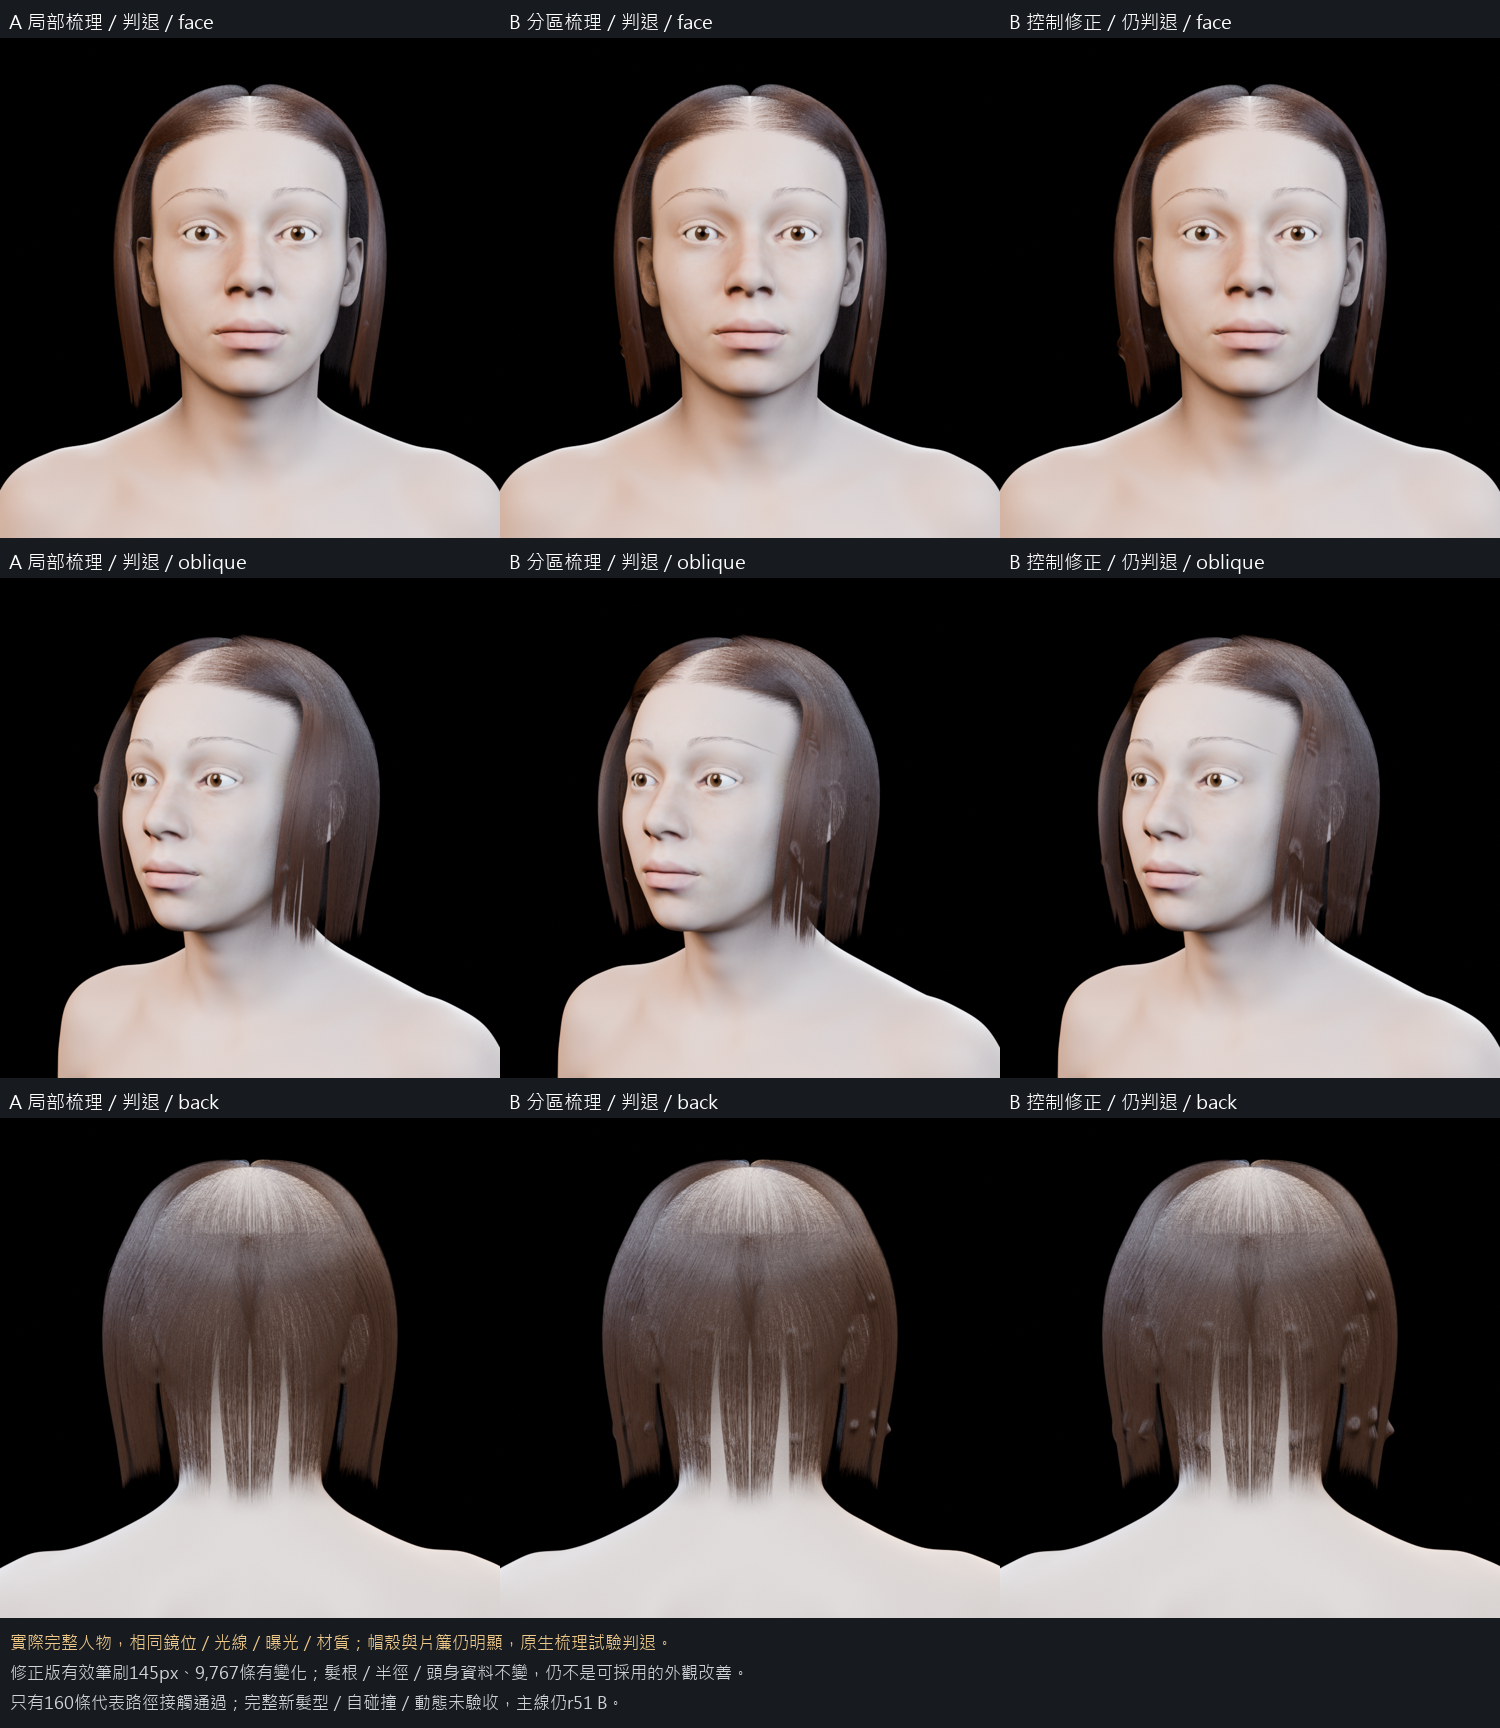 A 局部梳理 / 判退 / face
B 分區梳理 / 判退 / face
B 控制修正 / 仍判退 / face
A 局部梳理 / 判退 / oblique
B 分區梳理 / 判退 / oblique
B 控制修正 / 仍判退 / oblique
A 局部梳理 / 判退 / back
B 分區梳理 / 判退 / back
B 控制修正 / 仍判退 / back
實際完整人物，相同鏡位 / 光線 / 曝光 / 材質；帽殼與片簾仍明顯，原生梳理試驗判退。
修正版有效筆刷145px、9,767條有變化；髮根 / 半徑 / 頭身資料不變，仍不是可採用的外觀改善。
只有160條代表路徑接觸通過；完整新髮型 / 自碰撞 / 動態未驗收，主線仍r51 B。